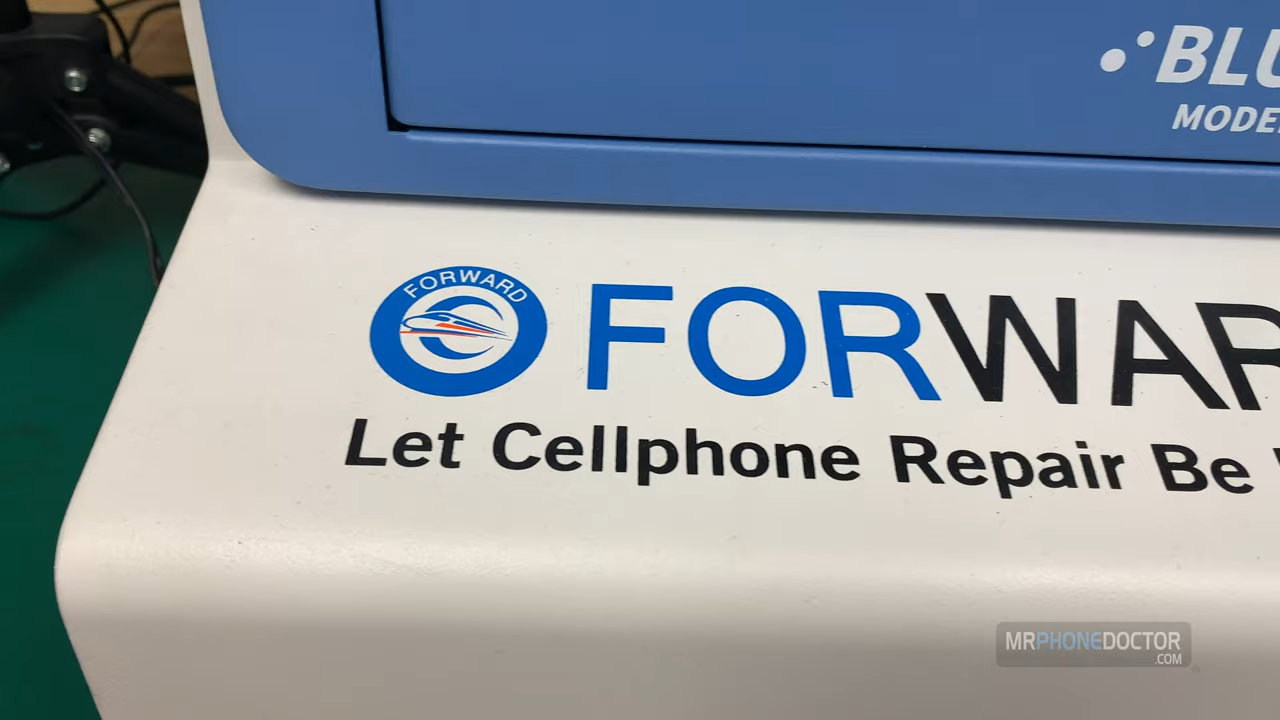 BLU
MODE
FORWARD
FORWAR
Let Cellphone Repair Be
MRPHONEDOCTOR
.COM